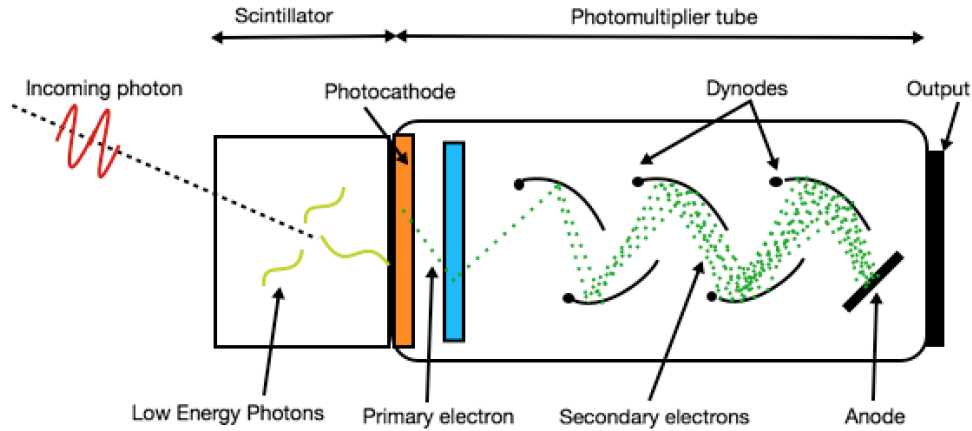 Scintillator
Photomultiplier tube
Incoming photon
Photocathode
Dynodes
Output
Low Energy Photons
Primary electron
Secondary electrons
Anode